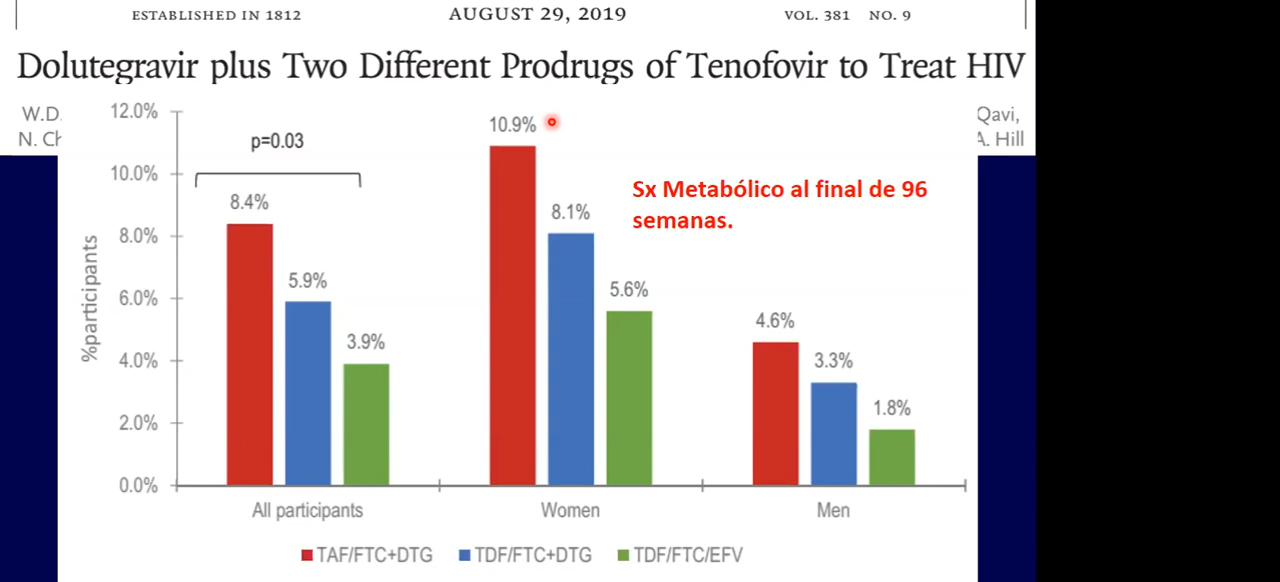 ESTABLISHED IN 1812 AUGUST 29, 2019 VOL. 381 NO. 9
Dolutegravir plus Two Different Prodrugs of Tenofovir to Treat HIV
W.D. Qavi,
N. A. Hill
12.0%
10.0%
8.0%
6.0%
4.0%
2.0%
0.0%
%participants
p=0.03
8.4%
5.9%
3.9%
10.9%
8.1%
5.6%
4.6%
3.3%
1.8%
Sx Metabólico al final de 96
semanas.
All participants Women Men
TAF/FTC+DTG TDF/FTC+DTG TDF/FTC/EFV